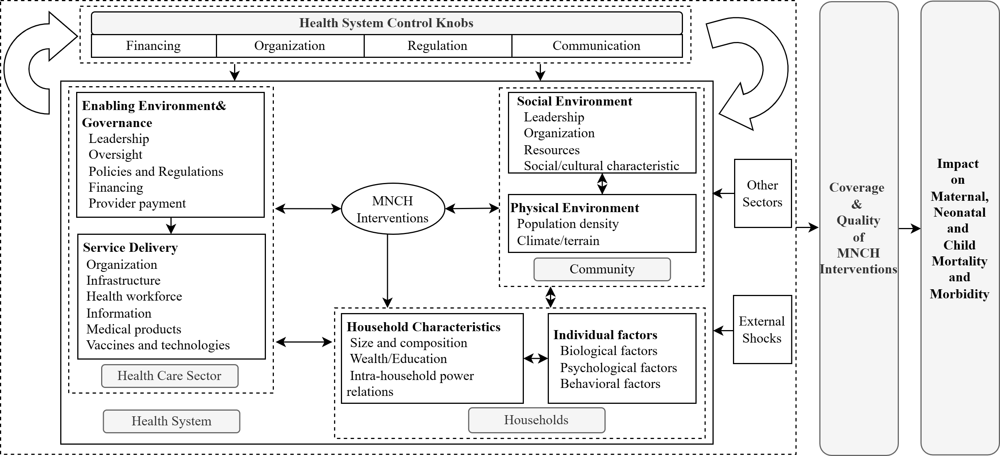 Health System Control Knobs
Financing
Organization
Regulation
Communication
Enabling Environment&
Governance
Leadership
Oversight
Policies and Regulations
Financing
Provider payment
Service Delivery
Organization
Infrastructure
Health workforce
Information
Medical products
Vaccines and technologies
Health Care Sector
Health System
MNCH
Interventions
Social Environment
Leadership
Organization
Resources
Social/cultural characteristic
Physical Environment
Population density
Climate/terrain
Community
Household Characteristics
Size and composition
Wealth/Education
Intra-household power
relations
Individual factors
Biological factors
Psychological factors
Behavioral factors
Households
Other
Sectors
External
Shocks
Coverage
&
Quality
of
MNCH
Interventions
Impact
on
Maternal,
Neonatal
and
Child
Mortality
and
Morbidity